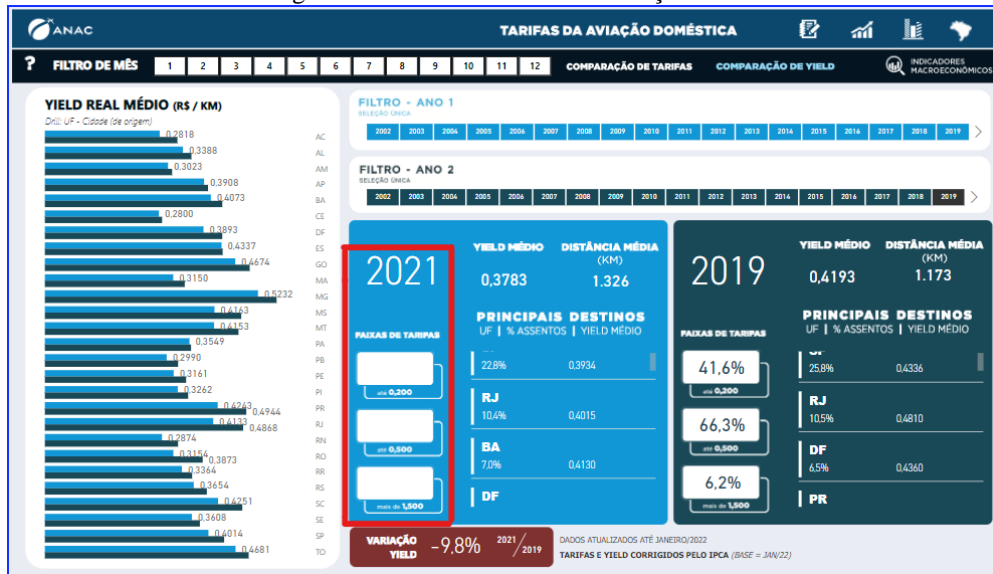 ANAC
TARIFAS DA AVIAÇÃO DOMÉSTICA
? FILTRO DE MÊS 1 2 3 4 5 6 7 8 9 10 11 12 COMPARAÇÃO DE TARIFAS COMPARAÇÃO DE YIELD INDICADORES MACROECONÔMICOS
YIELD REAL MÉDIO (R$ / KM)
Drill: UF - Cidade (de origem)
0,2818 AC
0,3388 AL
0,3023 AM
0,3908 AP
0,4073 BA
0,2800 CE
0,3893 DF
0,4337 ES
0,4674 GO
0,3150 MA
0,5232 MG
0,4163 MS
0,4153 MT
0,3549 PA
0,2990 PB
0,3161 PE
0,3262 PI
0,4263 0,4944 PR
0,4133 0,4868 RJ
0,2874 RN
0,3154 0,3873 RO
0,3364 RR
0,3654 RS
0,4251 SC
0,3608 SE
0,4014 SP
0,4681 TO
FILTRO - ANO 1
SELEÇÃO ÚNICA
2002 2003 2004 2005 2006 2007 2008 2009 2010 2011 2012 2013 2014 2015 2016 2017 2018 2019
FILTRO - ANO 2
SELEÇÃO ÚNICA
2002 2003 2004 2005 2006 2007 2008 2009 2010 2011 2012 2013 2014 2015 2016 2017 2018 2019
2021
YIELD MÉDIO DISTÂNCIA MÉDIA
(KM)
0,3783 1.326
FAIXAS DE TARIFAS
até 0,200
até 0,500
mais de 1,500
PRINCIPAIS DESTINOS
UF | % ASSENTOS | YIELD MÉDIO
22,8% 0,3934
RJ
10,4% 0,4015
BA
7,0% 0,4130
DF
2019
YIELD MÉDIO DISTÂNCIA MÉDIA
(KM)
0,4193 1.173
FAIXAS DE TARIFAS
41,6%
até 0,200
66,3%
até 0,500
6,2%
mais de 1,500
PRINCIPAIS DESTINOS
UF | % ASSENTOS | YIELD MÉDIO
25,8% 0,4336
RJ
10,5% 0,4810
DF
6,5% 0,4360
PR
VARIAÇÃO
YIELD
-9,8% 2021/2019
DADOS ATUALIZADOS ATÉ JANEIRO/2022
TARIFAS E YIELD CORRIGIDOS PELO IPCA (BASE = JAN/22)